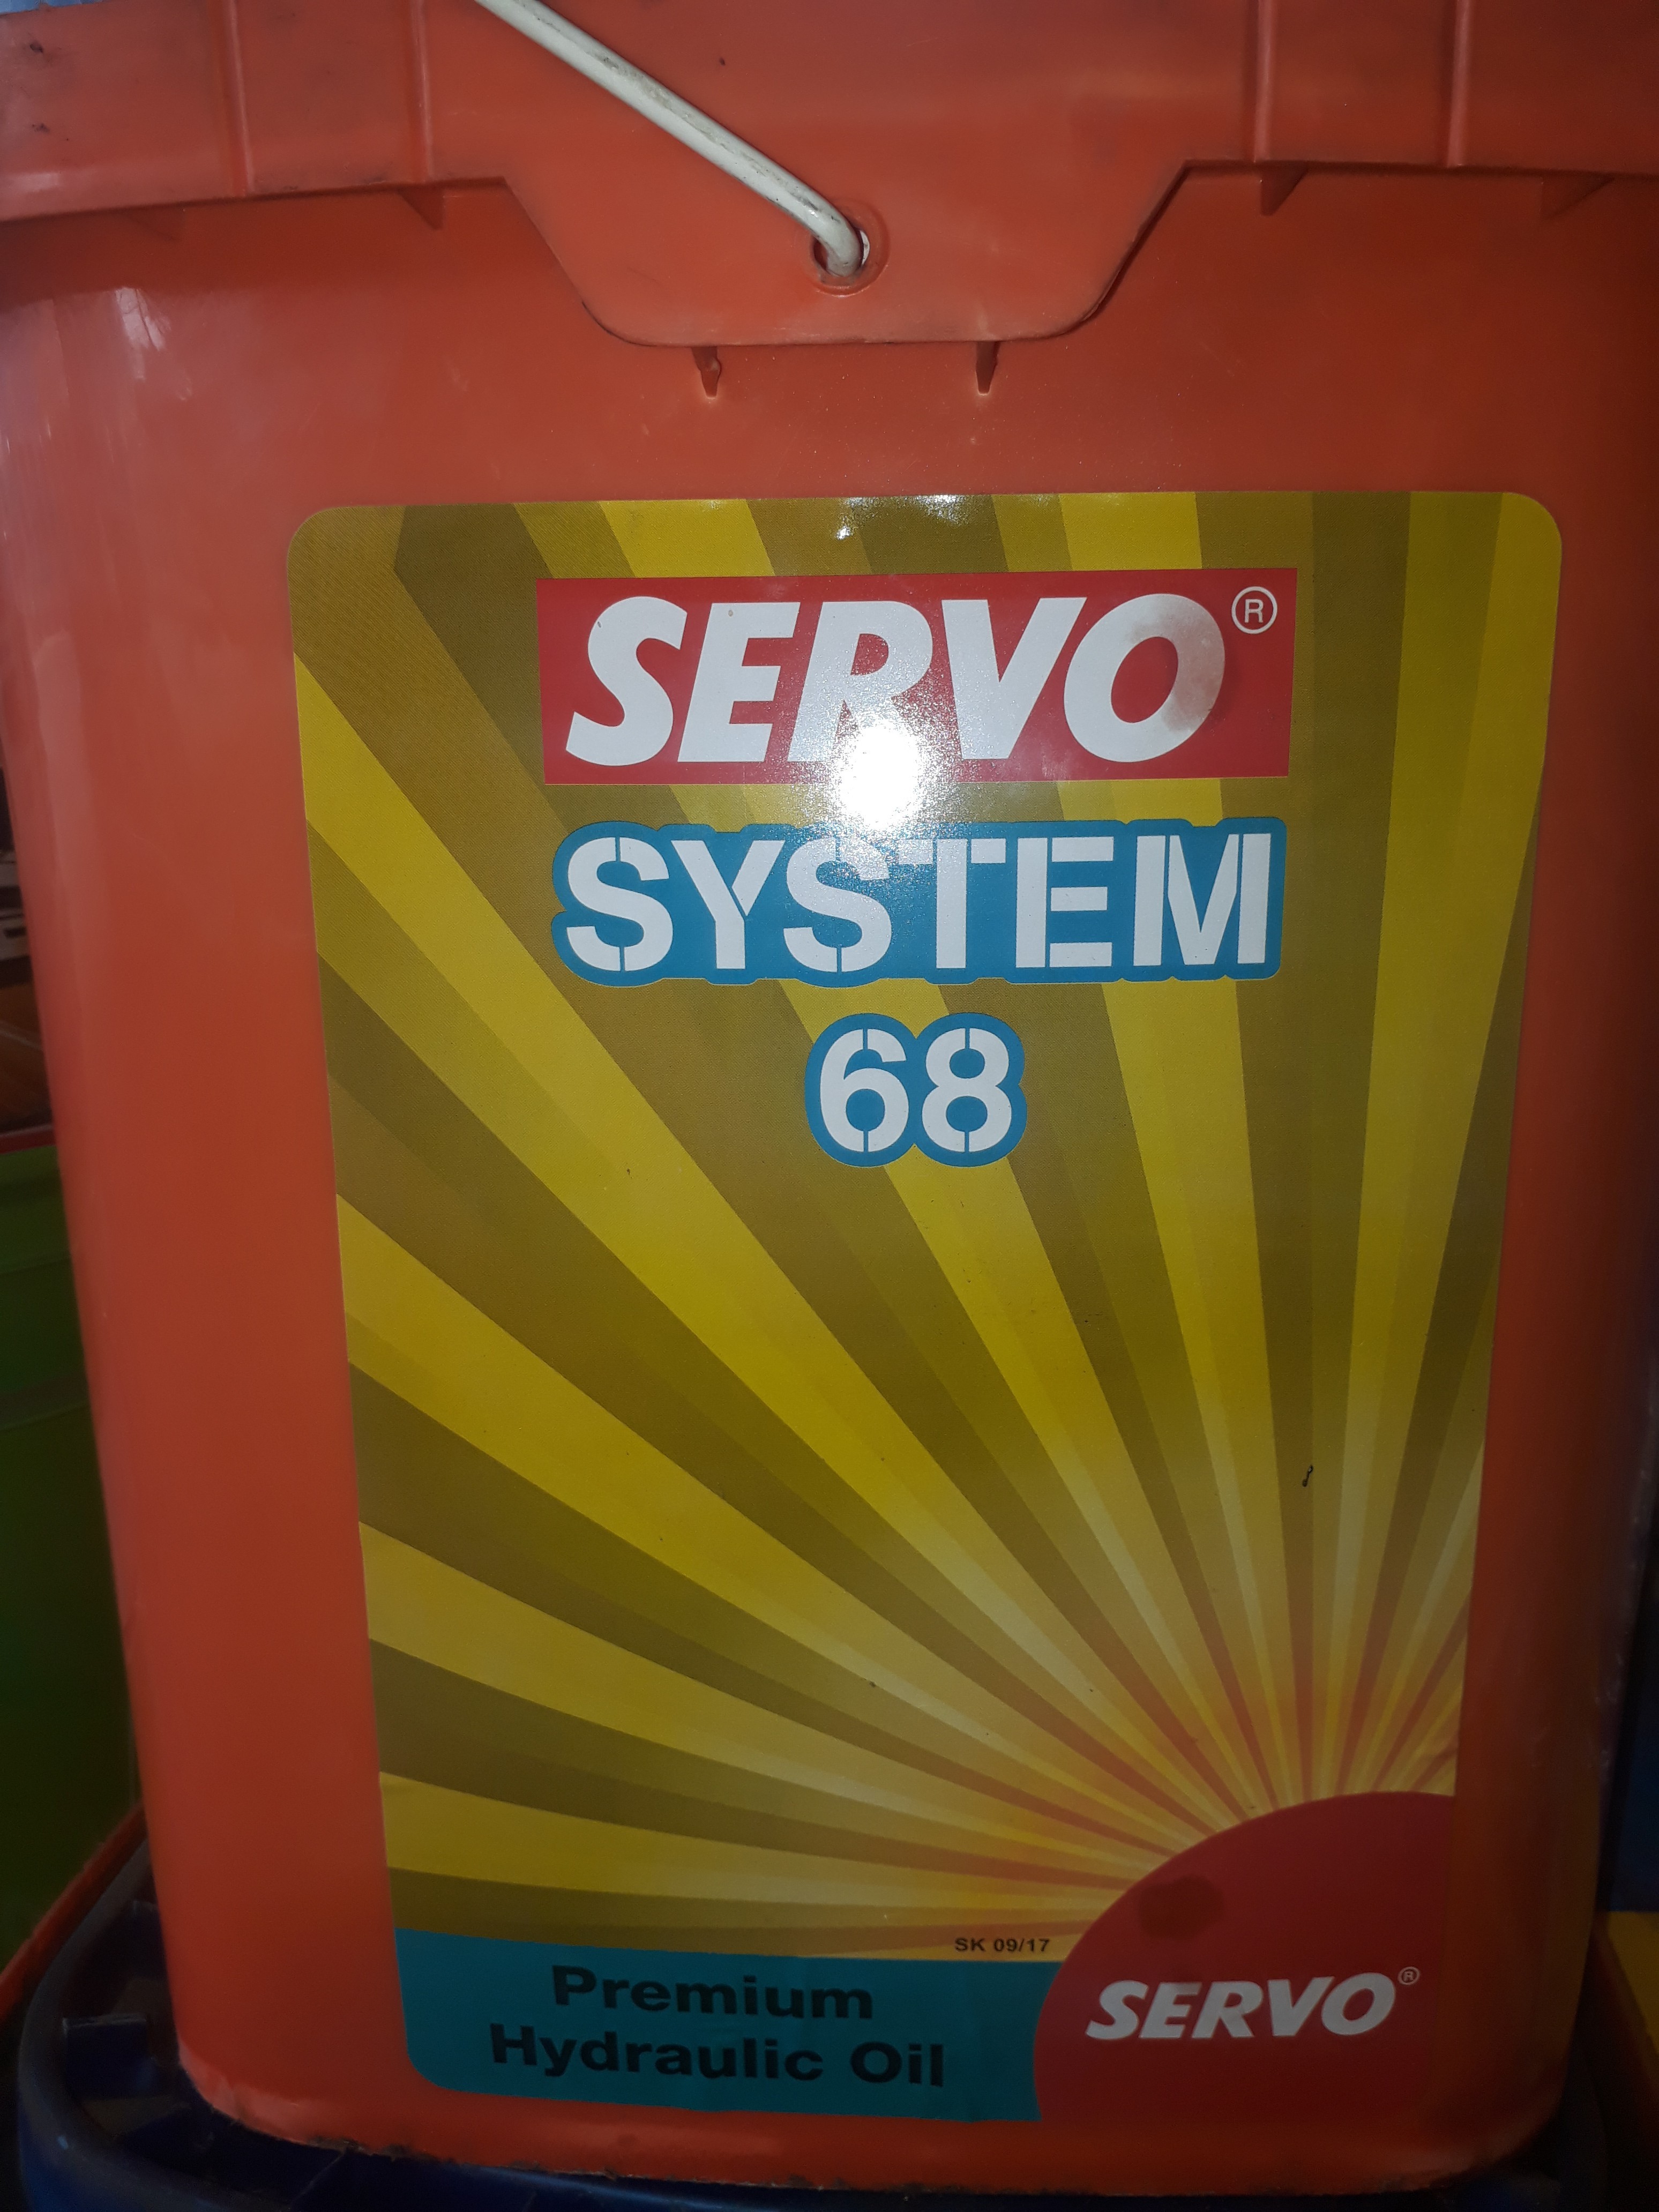 SERVO®
SYSTEM
68
SK 09/17
Premium
Hydraulic Oil
SERVO®